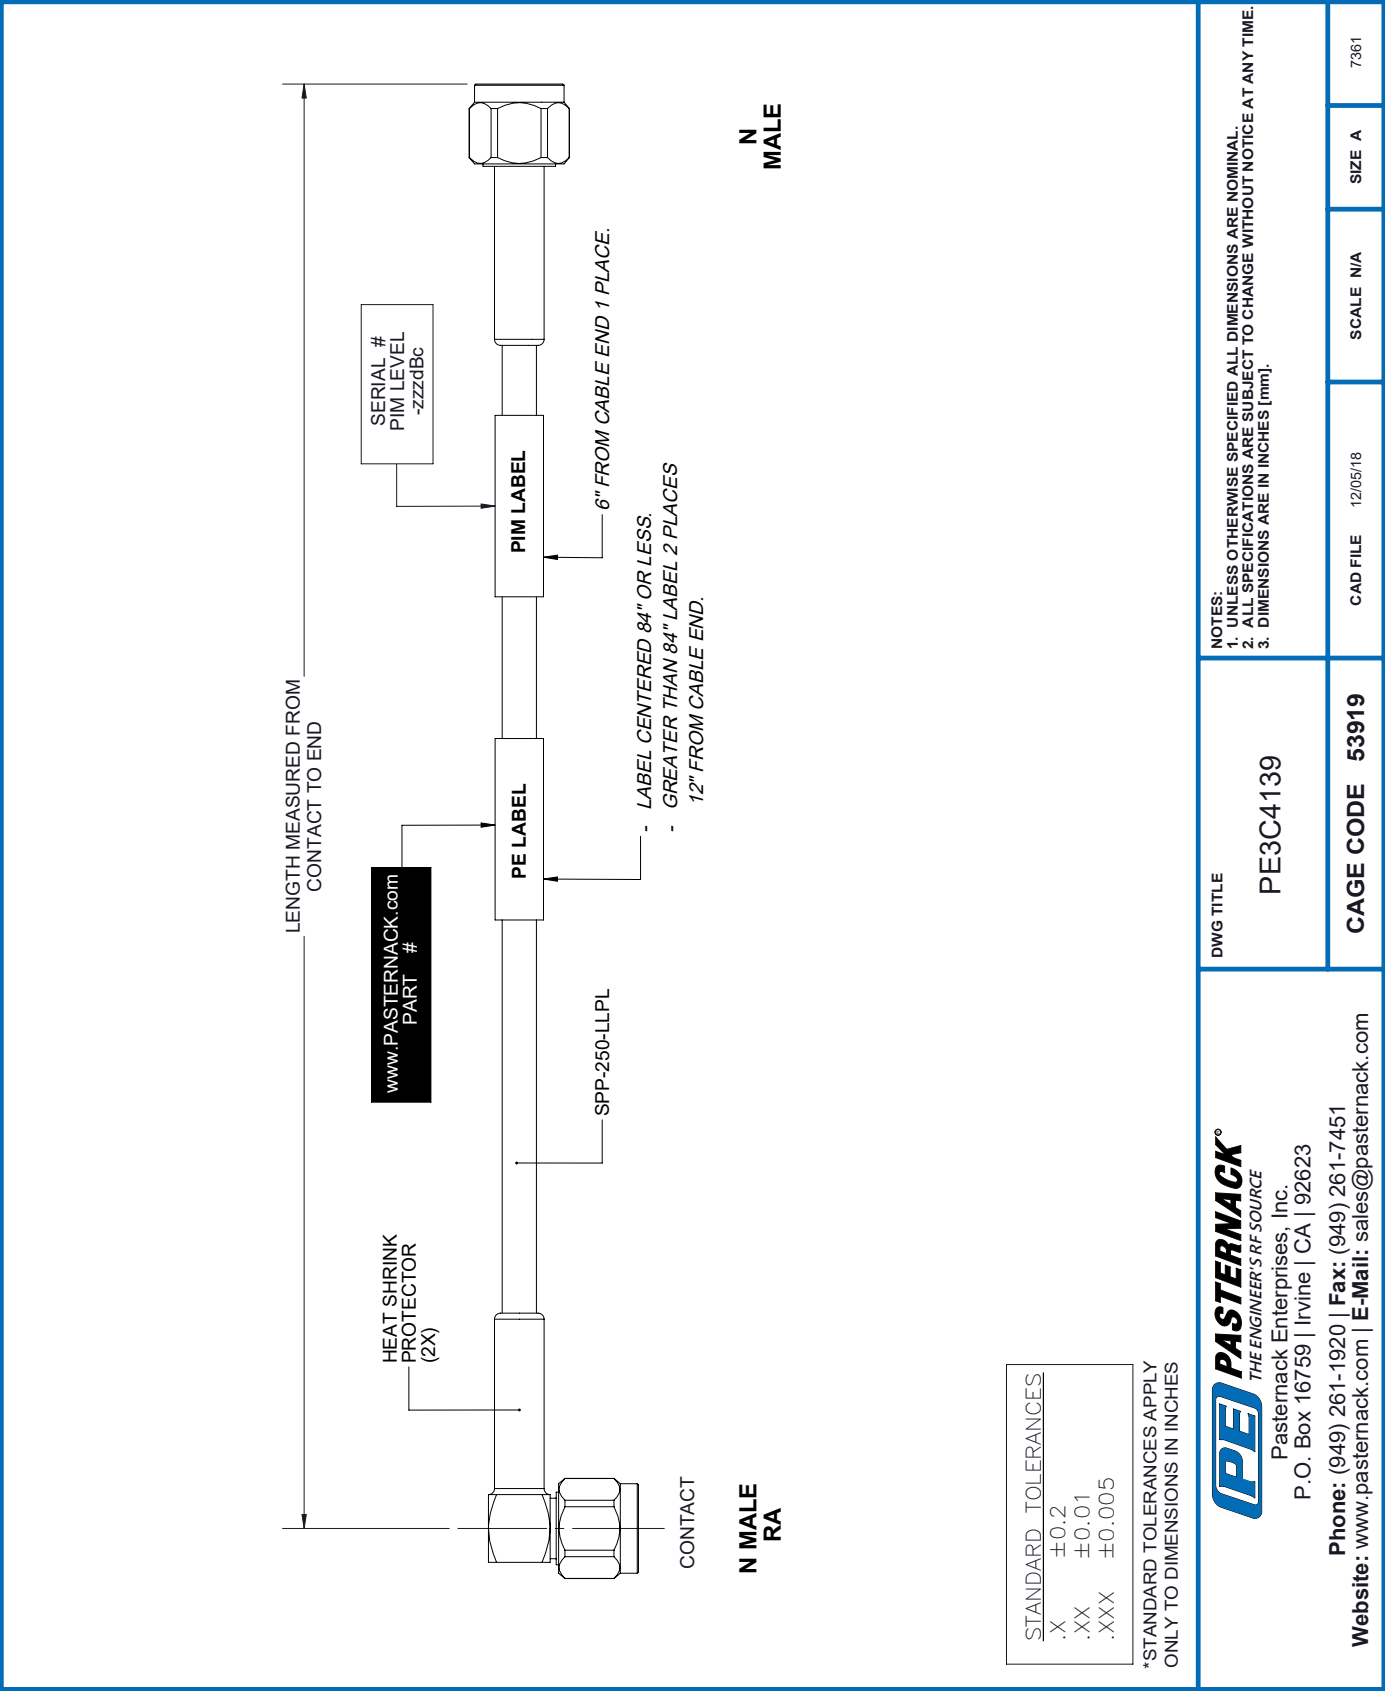 LENGTH MEASURED FROM
CONTACT TO END
HEAT SHRINK
PROTECTOR
(2X)
www.PASTERNACK.com
PART #
SERIAL #
PIM LEVEL
-zzzdBc
PE LABEL
PIM LABEL
SPP-250-LLPL
- LABEL CENTERED 84" OR LESS.
- GREATER THAN 84" LABEL 2 PLACES
12" FROM CABLE END.
6" FROM CABLE END 1 PLACE.
CONTACT
N MALE
RA
N
MALE
STANDARD TOLERANCES
.X ±0.2
.XX ±0.01
.XXX ±0.005
*STANDARD TOLERANCES APPLY
ONLY TO DIMENSIONS IN INCHES
PE PASTERNACK®
THE ENGINEER'S RF SOURCE
Pasternack Enterprises, Inc.
P.O. Box 16759 | Irvine | CA | 92623
Phone: (949) 261-1920 | Fax: (949) 261-7451
Website: www.pasternack.com | E-Mail: sales@pasternack.com
DWG TITLE
PE3C4139
CAGE CODE 53919
NOTES:
1. UNLESS OTHERWISE SPECIFIED ALL DIMENSIONS ARE NOMINAL.
2. ALL SPECIFICATIONS ARE SUBJECT TO CHANGE WITHOUT NOTICE AT ANY TIME.
3. DIMENSIONS ARE IN INCHES [mm].
CAD FILE 12/05/18
SCALE N/A
SIZE A
7361